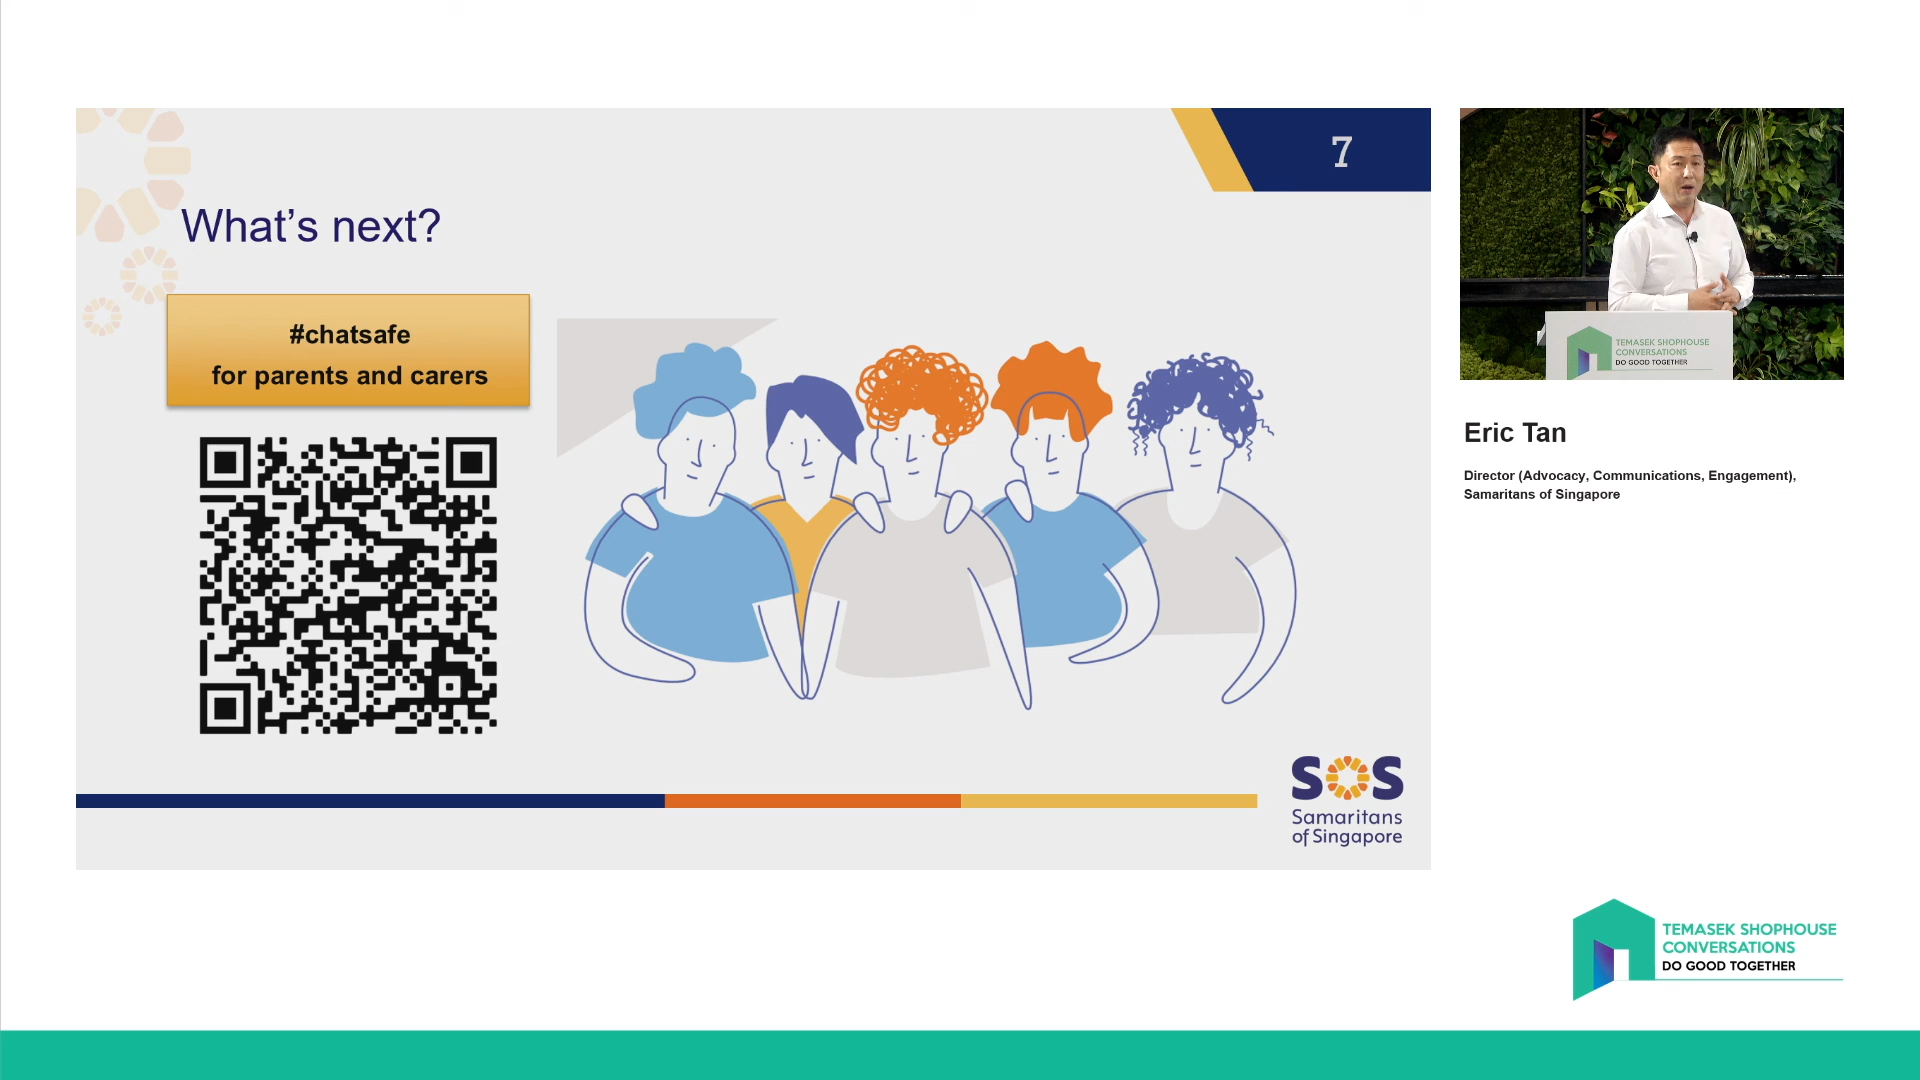 7
What’s next?
#chatsafe
for parents and carers
SOS
Samaritans
of Singapore
TEMASEK SHOPHOUSE
CONVERSATIONS
DO GOOD TOGETHER
Eric Tan
Director (Advocacy, Communications, Engagement),
Samaritans of Singapore
TEMASEK SHOPHOUSE
CONVERSATIONS
DO GOOD TOGETHER